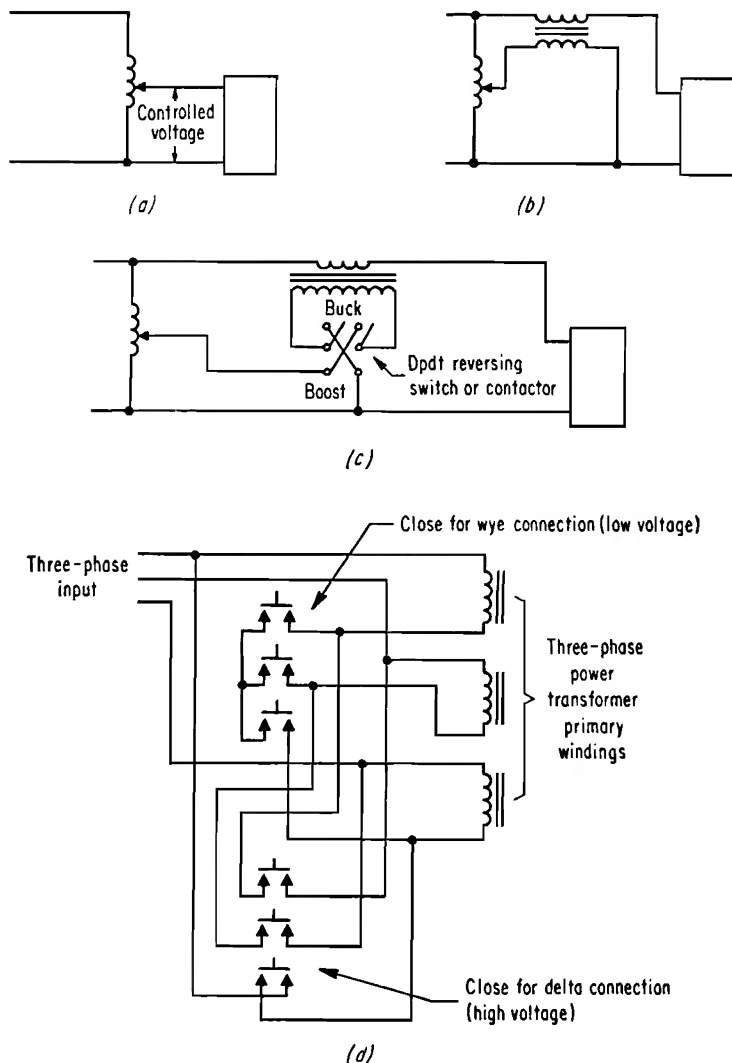 Controlled
voltage
(a)
(b)
Buck
Boost
Dpdt reversing
switch or contactor
(c)
Close for wye connection (low voltage)
Three-phase
input
Three-phase
power
transformer
primary
windings
Close for delta connection
(high voltage)
(d)